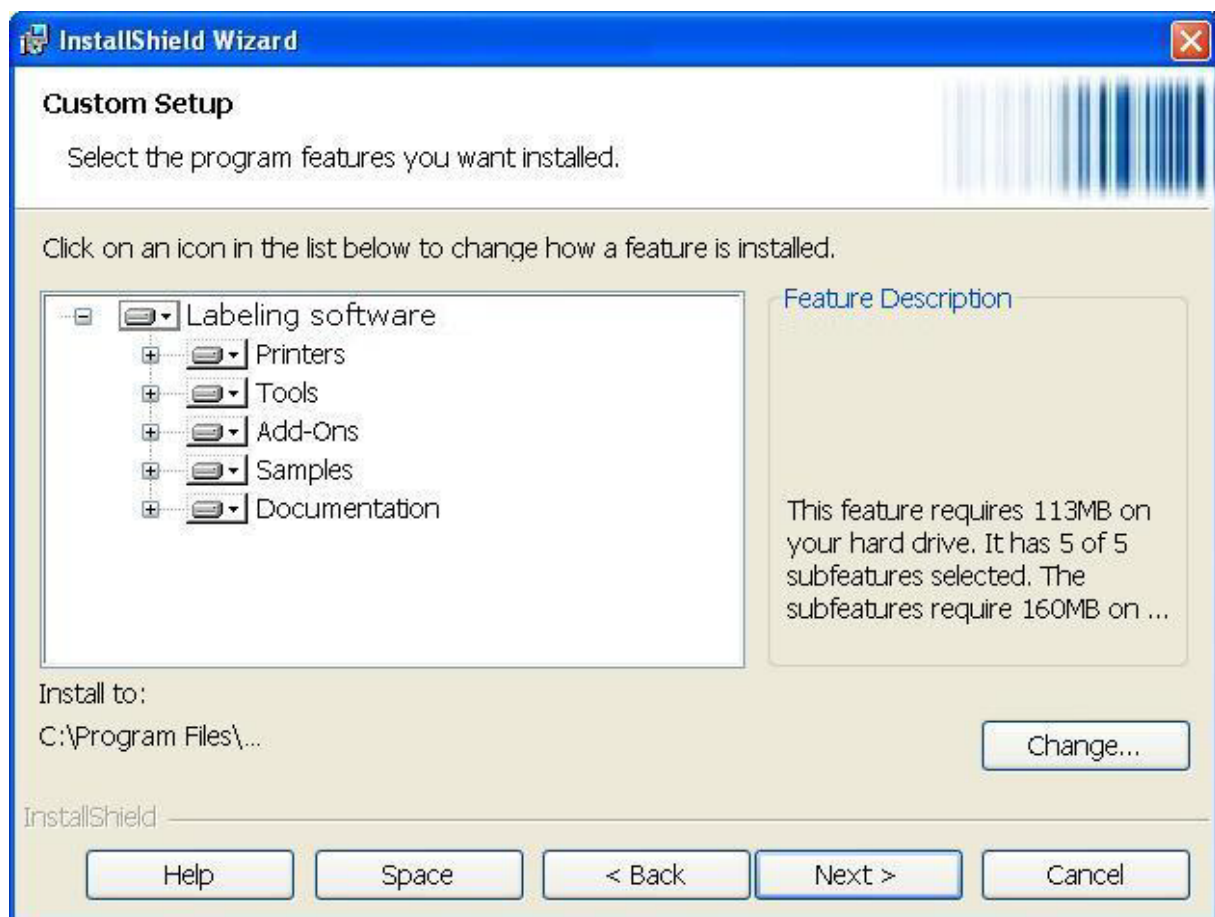 InstallShield Wizard
Custom Setup
Select the program features you want installed.
Click on an icon in the list below to change how a feature is installed.
Labeling software
Printers
Tools
Add-Ons
Samples
Documentation
Feature Description
This feature requires 113MB on
your hard drive. It has 5 of 5
subfeatures selected. The
subfeatures require 160MB on ...
Install to:
C:\Program Files\...
Change...
InstallShield
Help
Space
< Back
Next >
Cancel